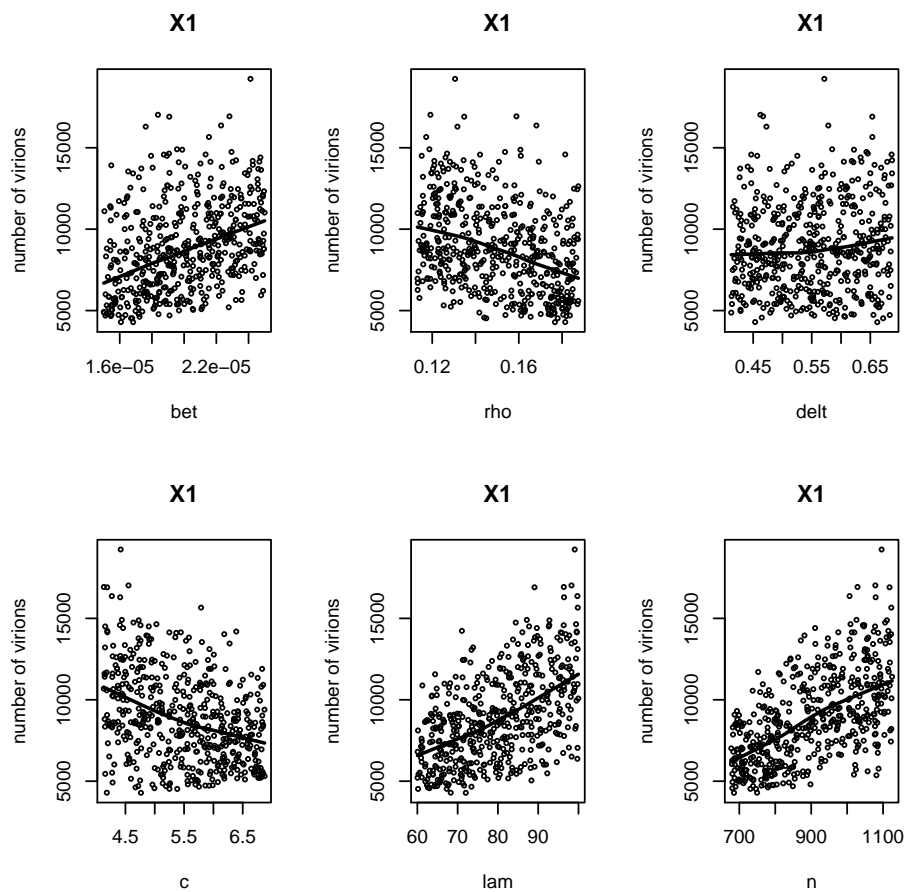 X1 X1 X1
number of virions number of virions number of virions
15000 15000 15000
10000 10000 10000
5000 5000 5000
1.6e−05 2.2e−05 0.12 0.16 0.45 0.55 0.65
bet rho delt
X1 X1 X1
number of virions number of virions number of virions
15000 15000 15000
10000 10000 10000
5000 5000 5000
4.5 5.5 6.5 60 70 80 90 700 900 1100
c lam n